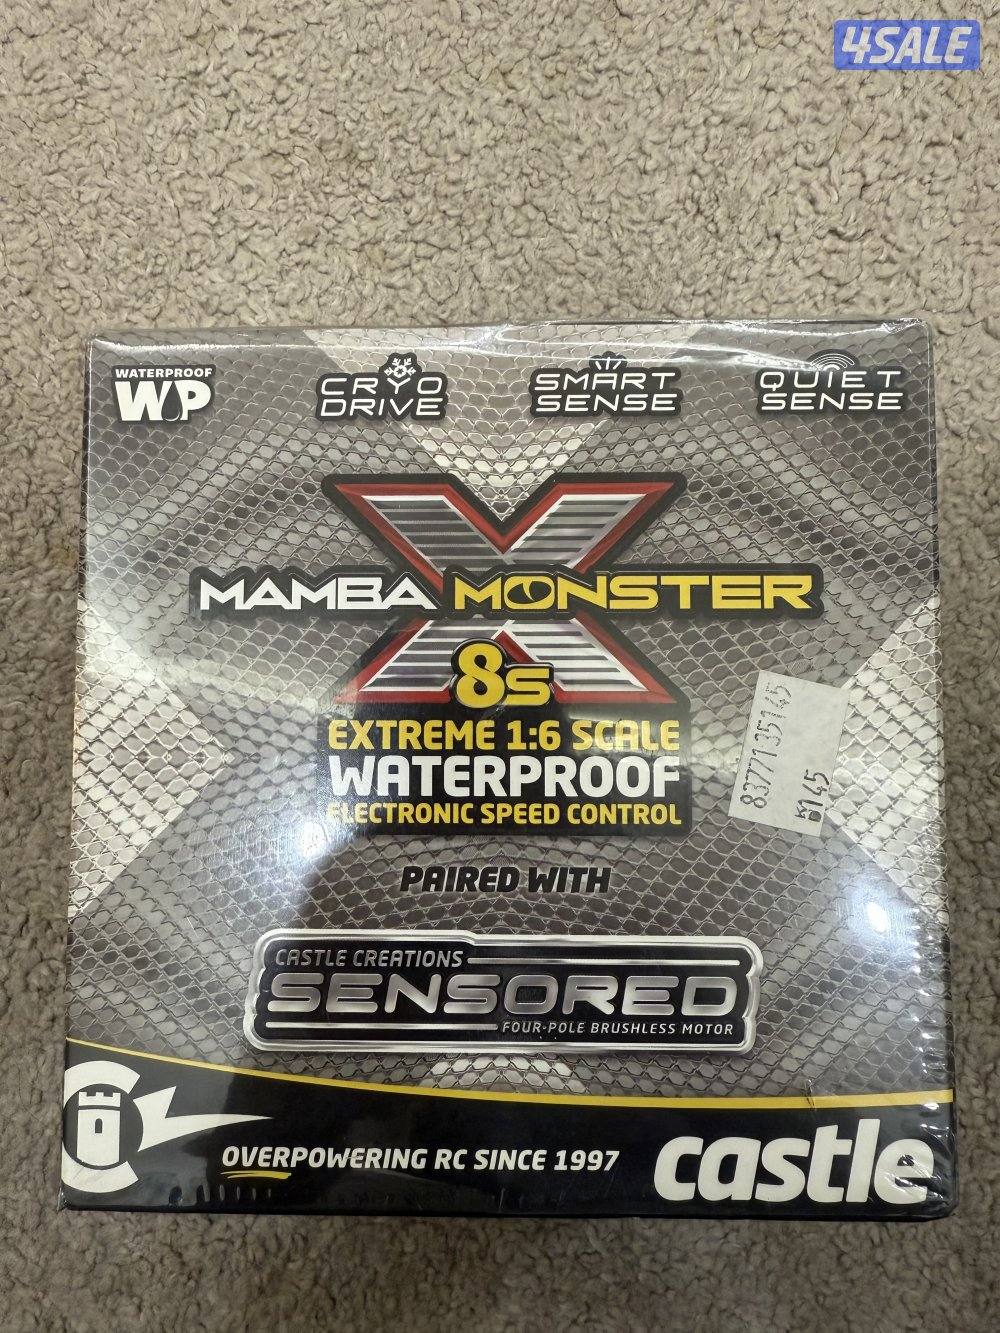 4SALE
WATERPROOF
WP
CRYO
DRIVE
SMART
SENSE
QUIET
SENSE
X
MAMBA MONSTER
8S
EXTREME 1:6 SCALE
WATERPROOF
ELECTRONIC SPEED CONTROL
8377135145
145
PAIRED WITH
CASTLE CREATIONS
SENSORED
FOUR-POLE BRUSHLESS MOTOR
OVERPOWERING RC SINCE 1997
castle